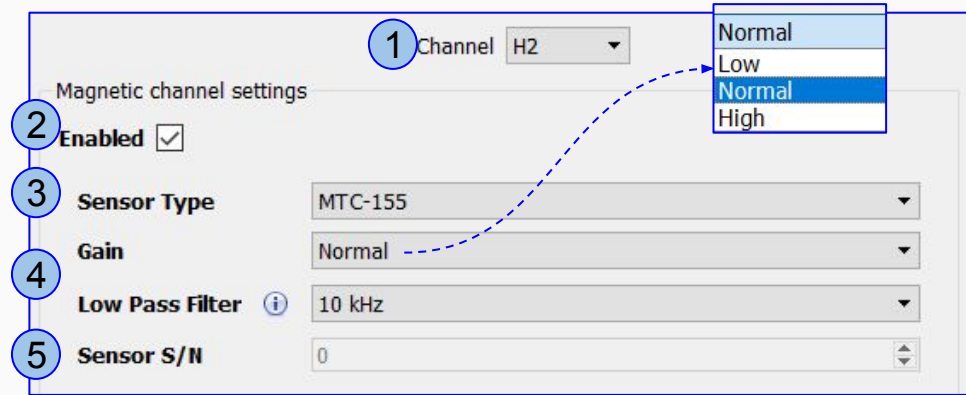 1 Channel H2
Normal
Low
Normal
High
Magnetic channel settings
2 Enabled
3 Sensor Type MTC-155
Gain Normal
4
Low Pass Filter i 10 kHz
5 Sensor S/N 0